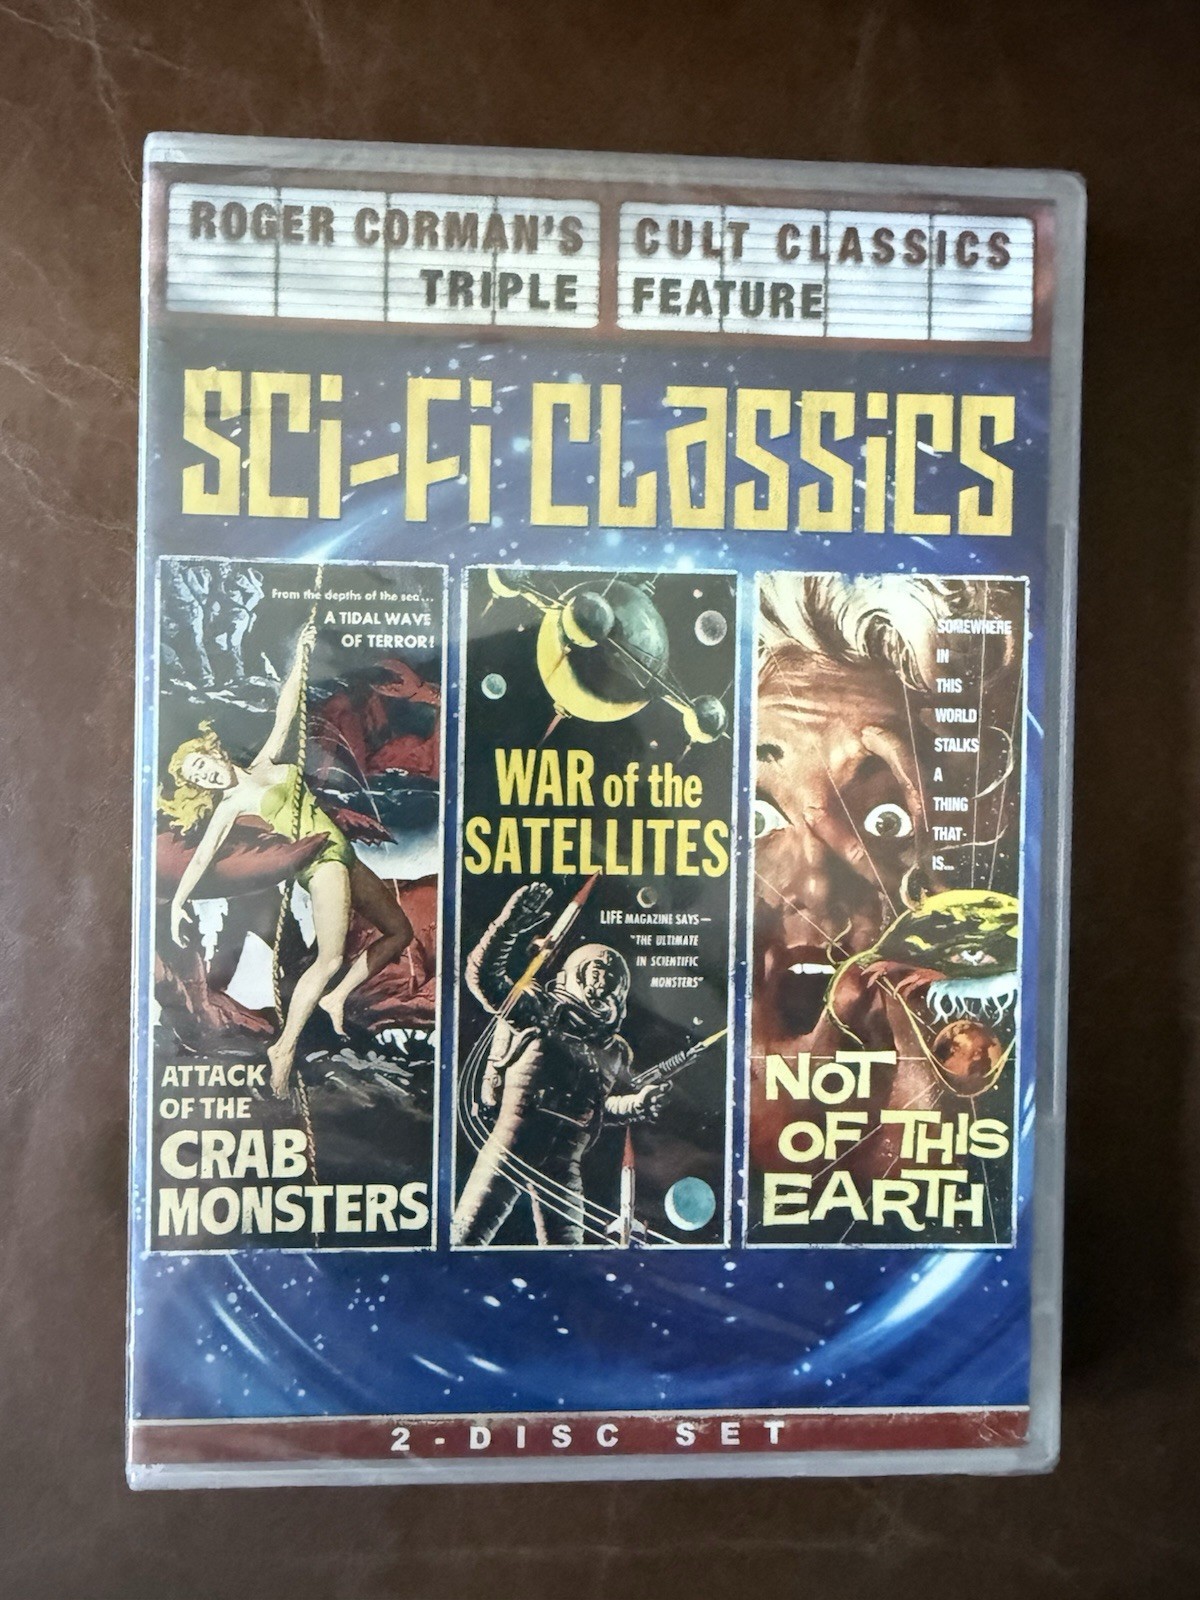 ROGER CORMAN'S CULT CLASSICS
TRIPLE FEATURE
SCi-Fi CLaSSiCS
From the depths of the sea...
A TIDAL WAVE
OF TERROR!
ATTACK
OF THE
CRAB
MONSTERS
WAR of the
SATELLITES
LIFE MAGAZINE SAYS—
"THE ULTIMATE
IN SCIENTIFIC
MONSTERS"
SOMEWHERE
IN
THIS
WORLD
STALKS
A
THING
THAT-
IS...
NOT
OF THIS
EARTH
2-DISC SET